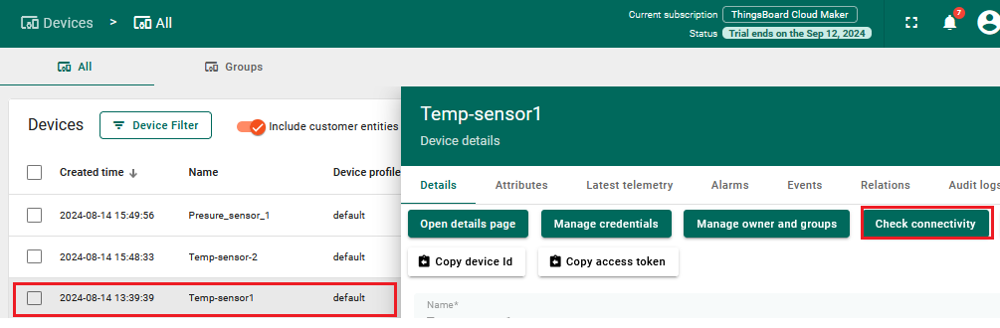 Devices > All
Current subscription ThingsBoard Cloud Maker
Status Trial ends on the Sep 12, 2024
7
All Groups
Devices Device Filter Include customer entities
Created time Name Device profile
2024-08-14 15:49:56 Presure_sensor_1 default
2024-08-14 15:48:33 Temp-sensor-2 default
2024-08-14 13:39:39 Temp-sensor1 default
Temp-sensor1
Device details
Details Attributes Latest telemetry Alarms Events Relations Audit logs
Open details page Manage credentials Manage owner and groups Check connectivity
Copy device Id Copy access token
Name*